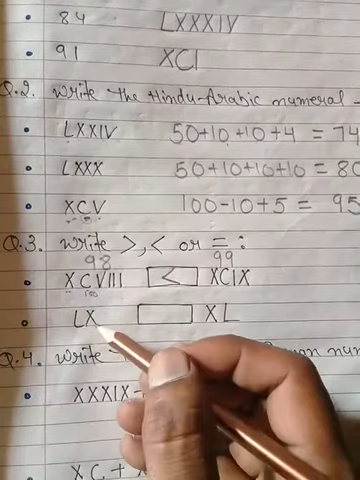 84 LXXXIV
91 XCI
Q.2. Write The Hindu-Arabic numeral
LXXIV 50+10+10+4 = 74
LXXX 50+10+10+10 = 80
XCV 100-10+5 = 95
Q.3. Write >, < or = :
98 99
XCVIII < XCIX
100
LX XL
Q.4. Write
XXXIX
XC +